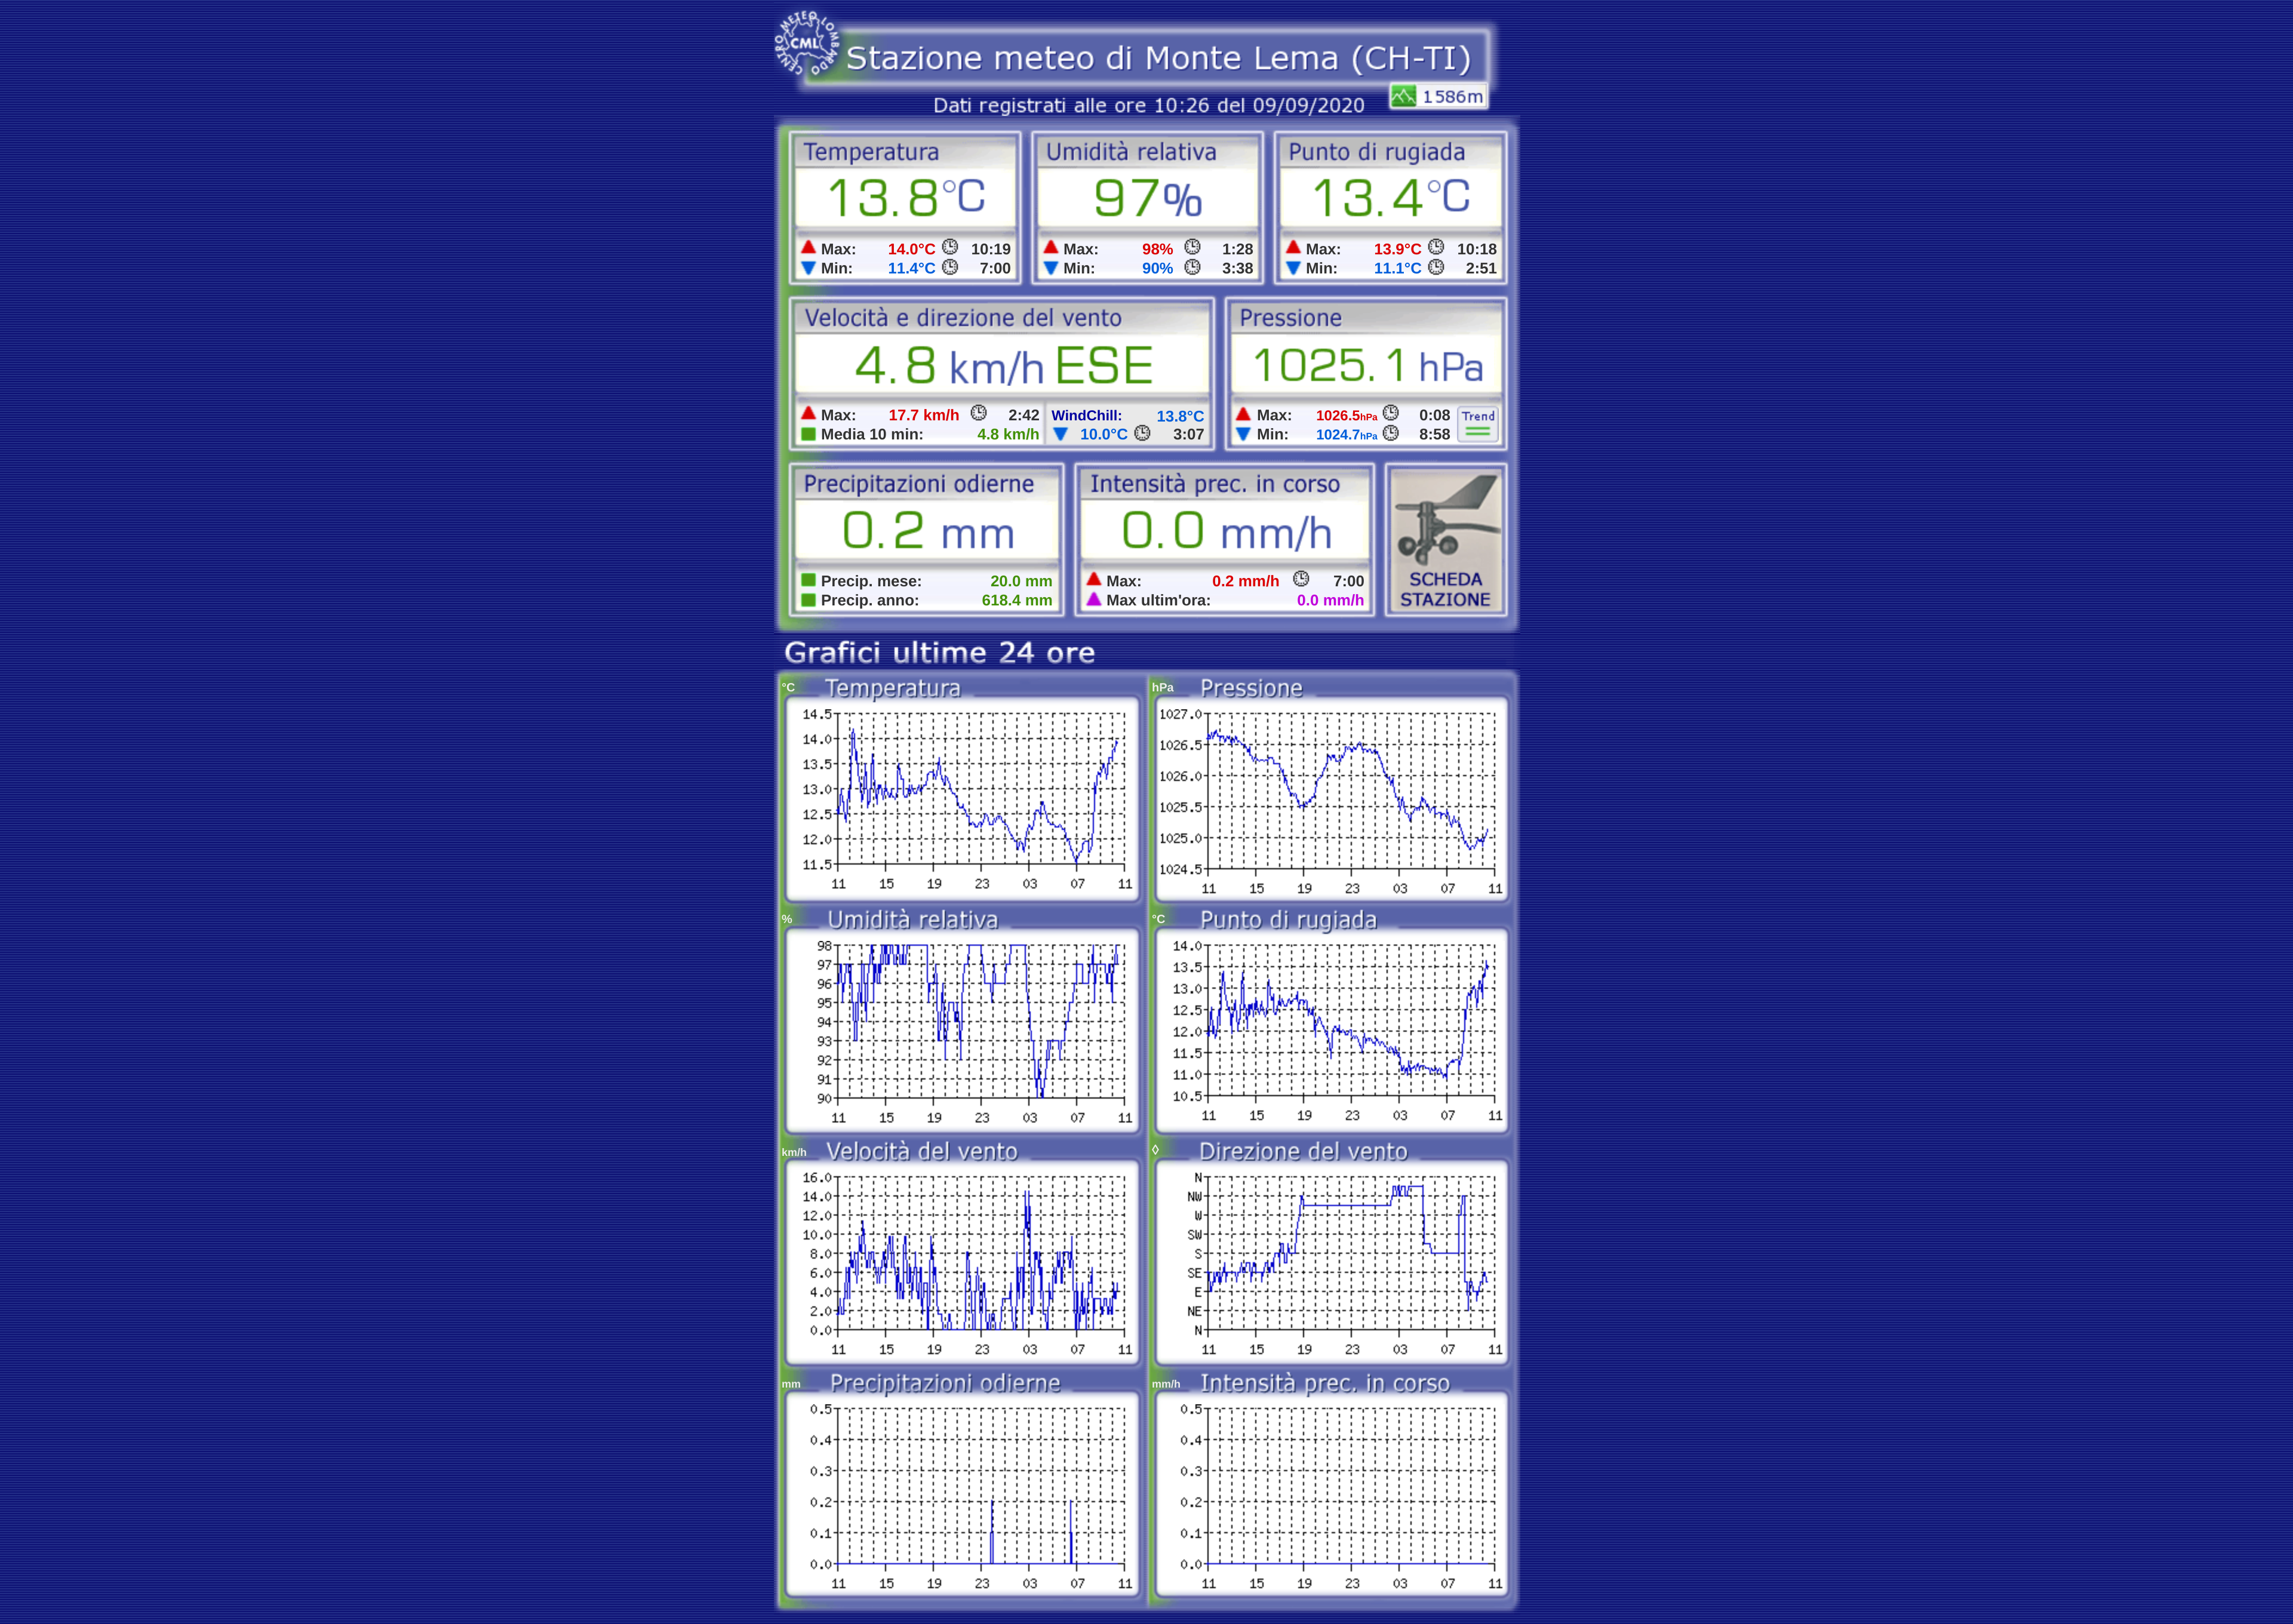 CENTRO METEO LOMBARDO
CML
Stazione meteo di Monte Lema (CH-TI)
1586m
Dati registrati alle ore 10:26 del 09/09/2020
Temperatura
13.8°C
Max: 14.0°C 10:19
Min: 11.4°C 7:00
Umidità relativa
97%
Max: 98% 1:28
Min: 90% 3:38
Punto di rugiada
13.4°C
Max: 13.9°C 10:18
Min: 11.1°C 2:51
Velocità e direzione del vento
4.8 km/h ESE
Max: 17.7 km/h 2:42
Media 10 min: 4.8 km/h
WindChill: 13.8°C
10.0°C 3:07
Pressione
1025.1 hPa
Max: 1026.5hPa 0:08
Min: 1024.7hPa 8:58
Trend
Precipitazioni odierne
0.2 mm
Precip. mese: 20.0 mm
Precip. anno: 618.4 mm
Intensità prec. in corso
0.0 mm/h
Max: 0.2 mm/h 7:00
Max ultim'ora: 0.0 mm/h
SCHEDA
STAZIONE
Grafici ultime 24 ore
°C Temperatura
14.5
14.0
13.5
13.0
12.5
12.0
11.5
11 15 19 23 03 07 11
hPa Pressione
1027.0
1026.5
1026.0
1025.5
1025.0
1024.5
11 15 19 23 03 07 11
% Umidità relativa
98
97
96
95
94
93
92
91
90
11 15 19 23 03 07 11
°C Punto di rugiada
14.0
13.5
13.0
12.5
12.0
11.5
11.0
10.5
11 15 19 23 03 07 11
km/h Velocità del vento
16.0
14.0
12.0
10.0
8.0
6.0
4.0
2.0
0.0
11 15 19 23 03 07 11
◊ Direzione del vento
N
NW
W
SW
S
SE
E
NE
N
11 15 19 23 03 07 11
mm Precipitazioni odierne
0.5
0.4
0.3
0.2
0.1
0.0
11 15 19 23 03 07 11
mm/h Intensità prec. in corso
0.5
0.4
0.3
0.2
0.1
0.0
11 15 19 23 03 07 11